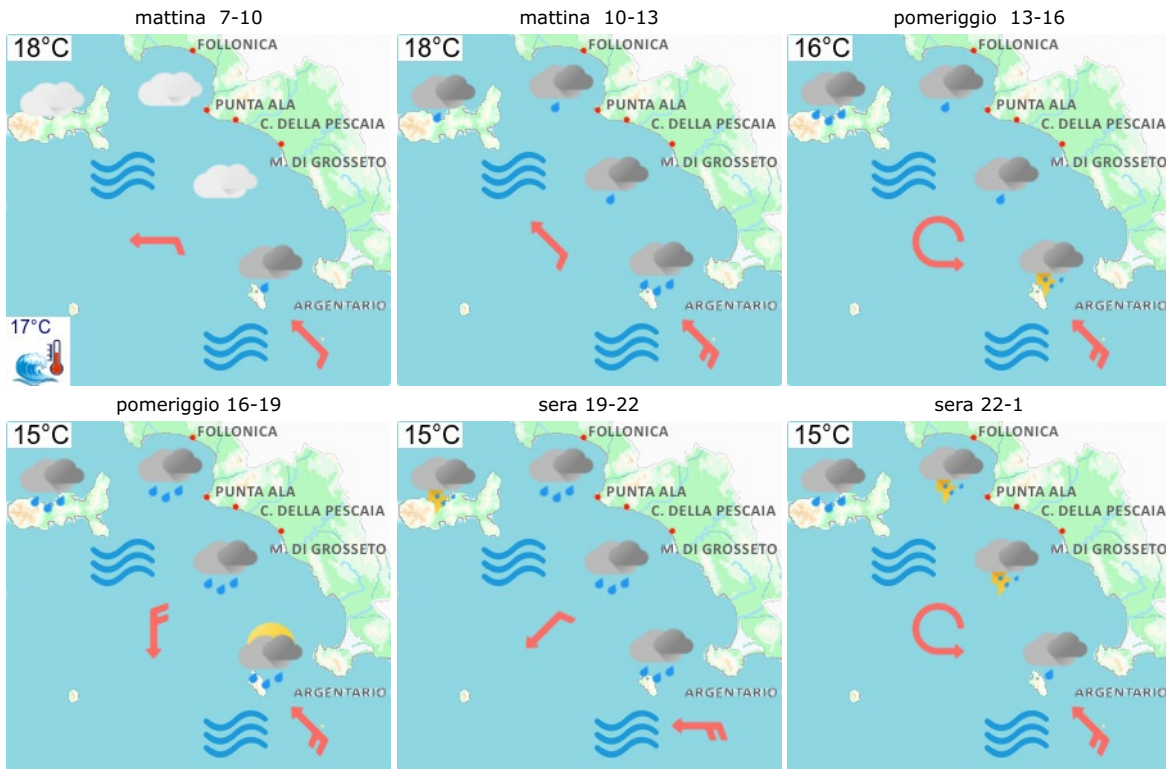 mattina 7-10
18°C
FOLLONICA
PUNTA ALA
C. DELLA PESCAIA
M. DI GROSSETO
ARGENTARIO
17°C
mattina 10-13
18°C
FOLLONICA
PUNTA ALA
C. DELLA PESCAIA
M. DI GROSSETO
ARGENTARIO
pomeriggio 13-16
16°C
FOLLONICA
PUNTA ALA
C. DELLA PESCAIA
M. DI GROSSETO
ARGENTARIO
pomeriggio 16-19
15°C
FOLLONICA
PUNTA ALA
C. DELLA PESCAIA
M. DI GROSSETO
ARGENTARIO
sera 19-22
15°C
FOLLONICA
PUNTA ALA
C. DELLA PESCAIA
M. DI GROSSETO
ARGENTARIO
sera 22-1
15°C
FOLLONICA
PUNTA ALA
C. DELLA PESCAIA
M. DI GROSSETO
ARGENTARIO